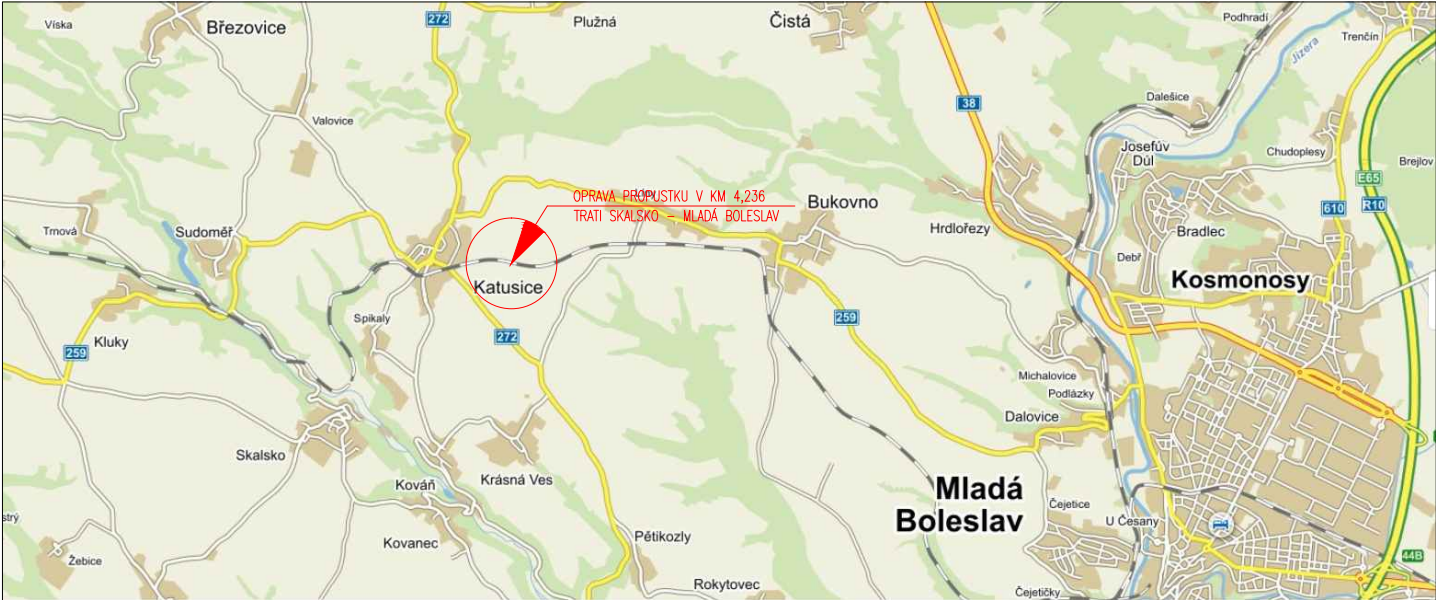 Víska
Březovice
272
Plužná
Čistá
Podhradí
Trenčín
Jizera
38
Dalešice
Valovice
Josefův
Důl
Chudoplesy
Brejlov
E65
R10
610
OPRAVA PROPUSTKU V KM 4,236
TRATI SKALSKO – MLADÁ BOLESLAV
Bukovno
Hrdlořezy
Bradlec
Trnová
Sudoměř
Debř
Kosmonosy
Katusice
Spikaly
259
272
259
Kluky
Michalovice
Podlázky
Dalovice
Skalsko
Kováň
Krásná Ves
Mladá
Boleslav
Čejetice
U Česany
strý
Kovanec
Pětikozly
Žebice
44B
Rokytovec
Čejetičky